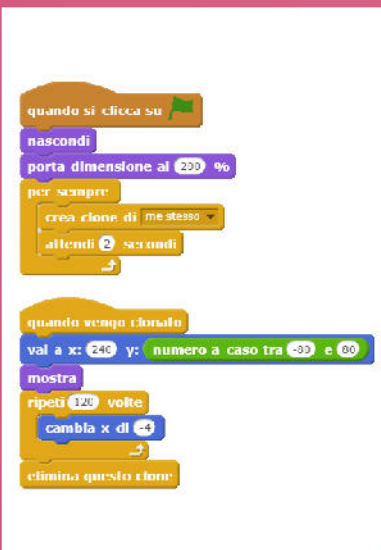 quando si clicca su
nascondi
porta dimensione al 200 %
per sempre
crea clone di me stesso
attendi 2 secondi
quando vengo clonato
vai a x: 240 y: numero a caso tra -80 e 80
mostra
ripeti 120 volte
cambia x di -4
elimina questo clone